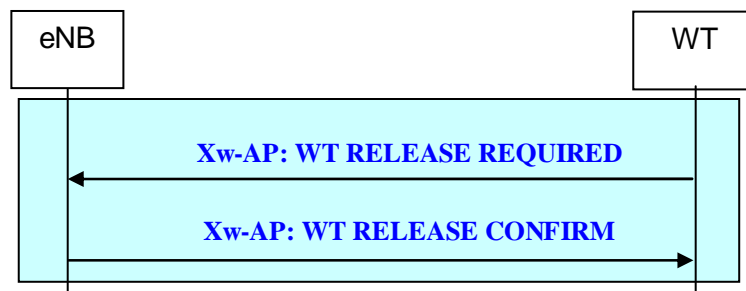 eNB
WT
Xw-AP: WT RELEASE REQUIRED
Xw-AP: WT RELEASE CONFIRM